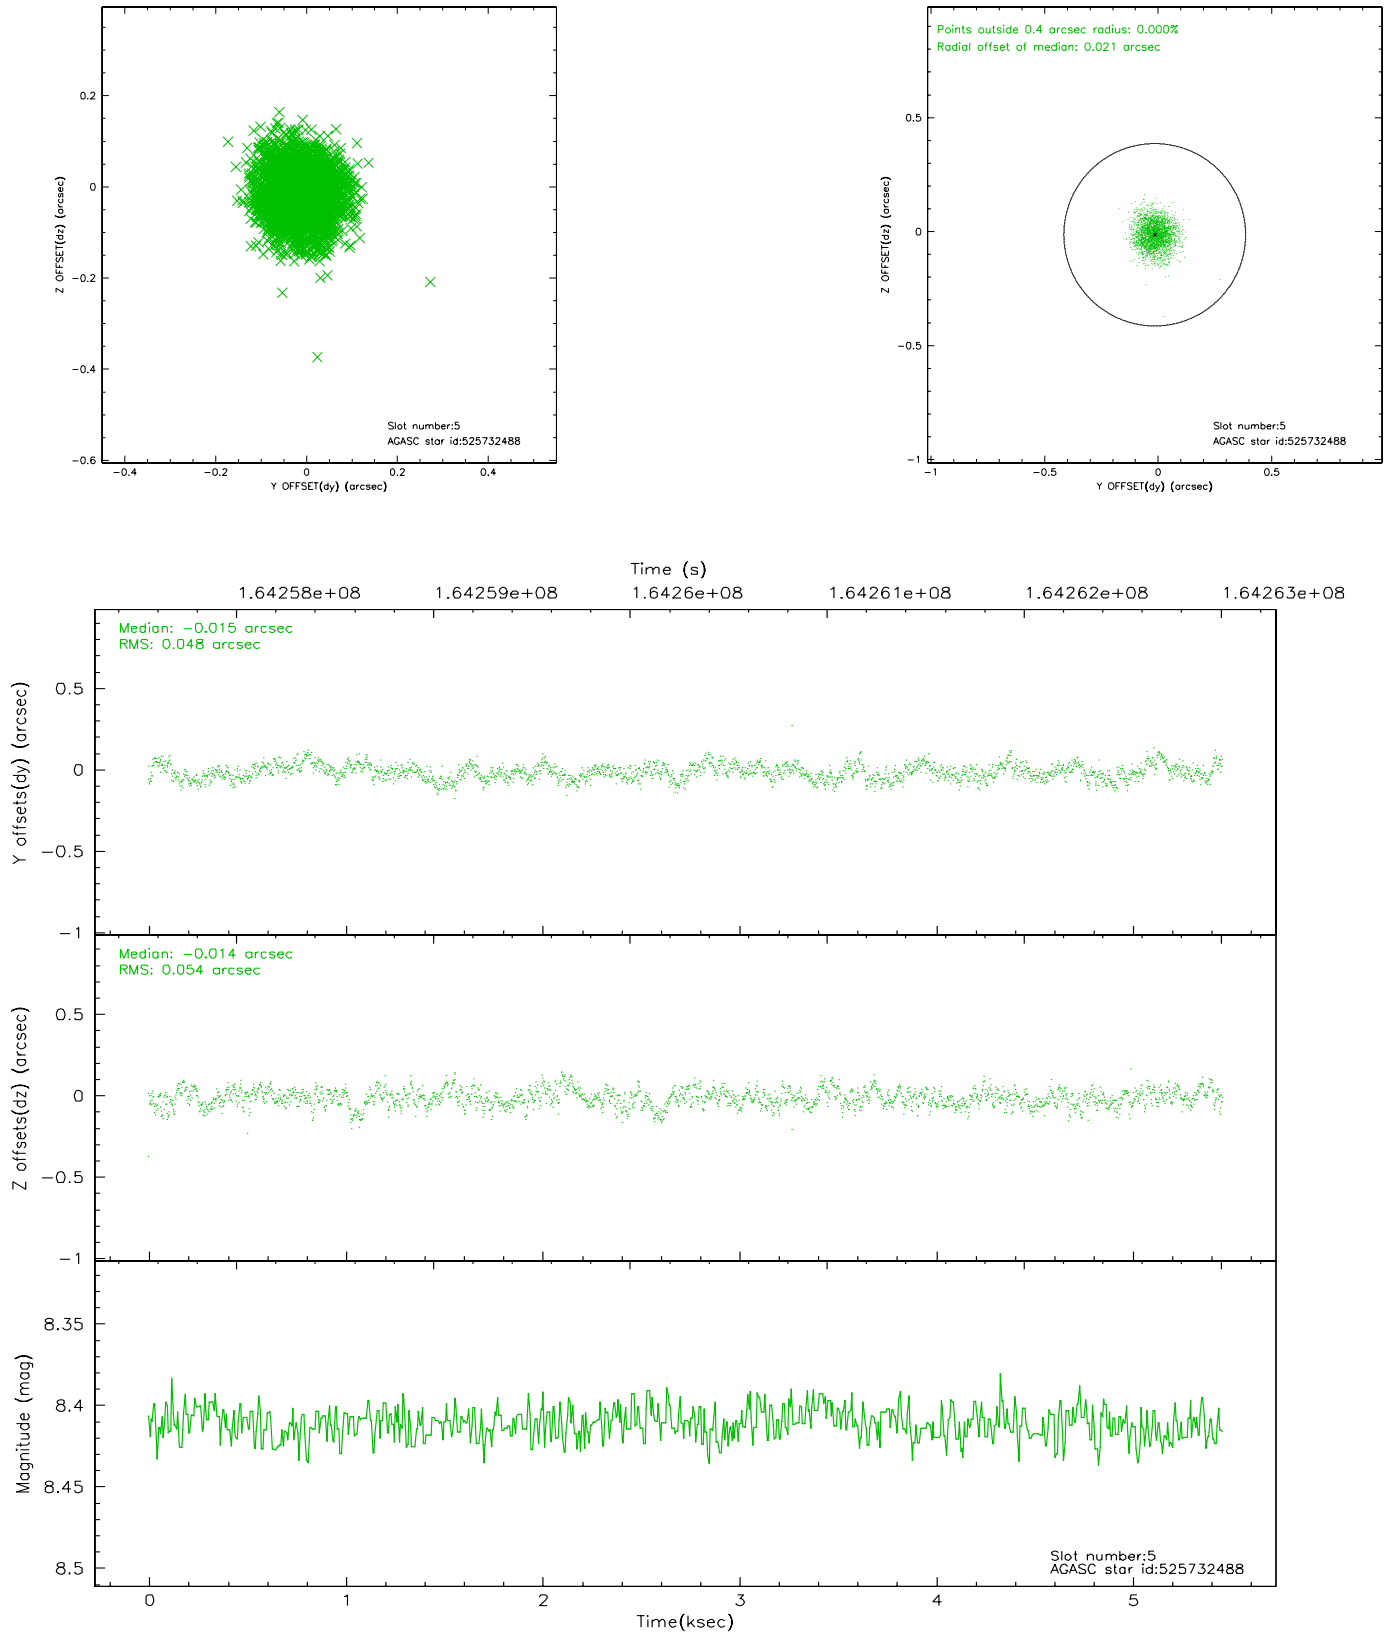 0.2
0
-0.2
-0.4
-0.6
Z OFFSET(dz) (arcsec)
Slot number:5
AGASC star id:525732488
-0.4 -0.2 0 0.2 0.4
Y OFFSET(dy) (arcsec)
Points outside 0.4 arcsec radius: 0.000%
Radial offset of median: 0.021 arcsec
0.5
0
-0.5
-1
Z OFFSET(dz) (arcsec)
Slot number:5
AGASC star id:525732488
-1 -0.5 0 0.5
Y OFFSET(dy) (arcsec)
Time (s)
1.64258e+08 1.64259e+08 1.6426e+08 1.64261e+08 1.64262e+08 1.64263e+08
Median: -0.015 arcsec
RMS: 0.048 arcsec
0.5
0
-0.5
-1
Y offsets(dy) (arcsec)
Median: -0.014 arcsec
RMS: 0.054 arcsec
0.5
0
-0.5
-1
Z offsets(dz) (arcsec)
8.35
8.4
8.45
8.5
Magnitude (mag)
Slot number:5
AGASC star id:525732488
0 1 2 3 4 5
Time(ksec)